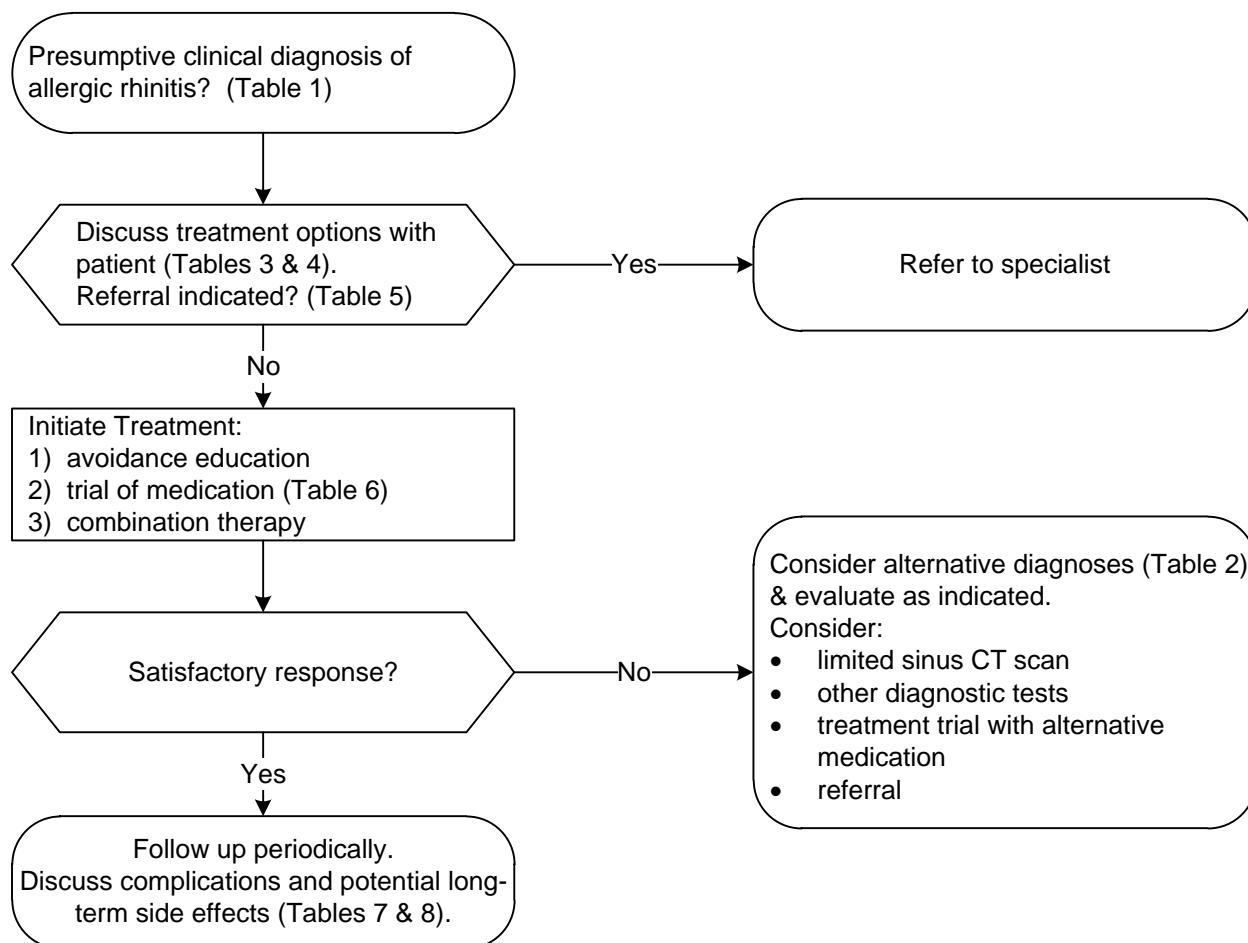 Presumptive clinical diagnosis of
allergic rhinitis?  (Table 1)
Discuss treatment options with
patient (Tables 3 & 4).
Referral indicated? (Table 5)
Yes
Refer to specialist
No
Initiate Treatment:
1)  avoidance education
2)  trial of medication (Table 6)
3)  combination therapy
Satisfactory response?
No
Consider alternative diagnoses (Table 2)
& evaluate as indicated.
Consider:
• limited sinus CT scan
• other diagnostic tests
• treatment trial with alternative
medication
• referral
Yes
Follow up periodically.
Discuss complications and potential long-
term side effects (Tables 7 & 8).